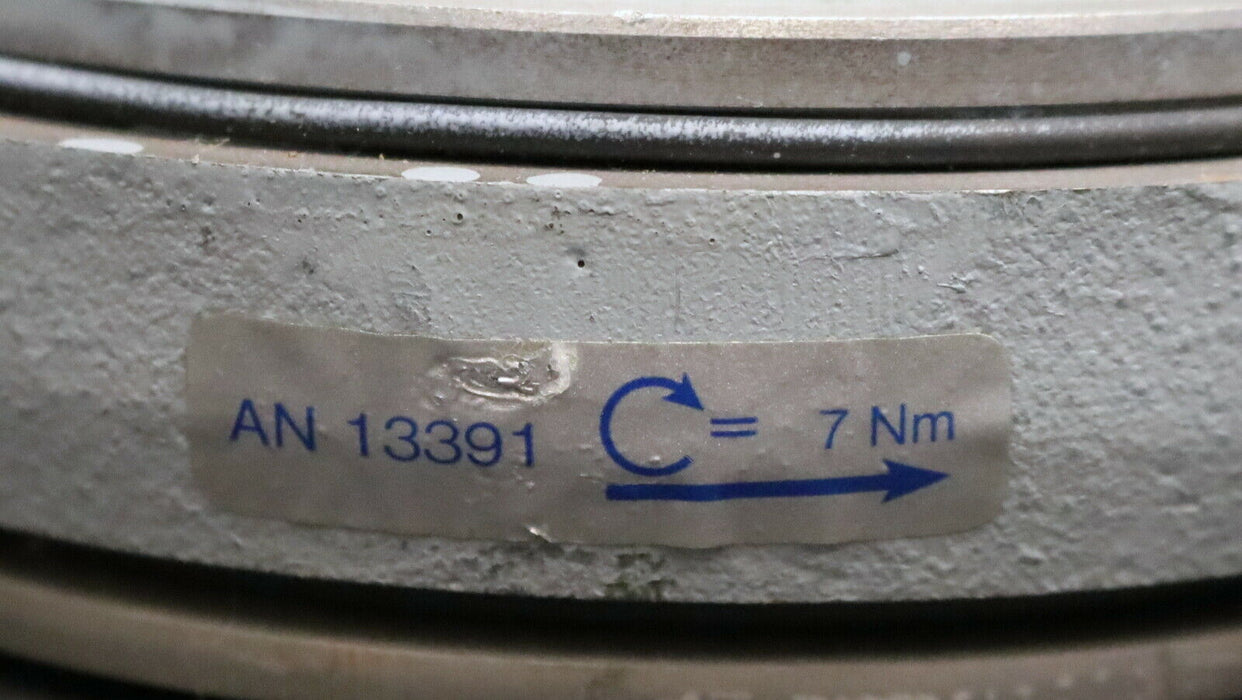 AN 13391 = 7 Nm